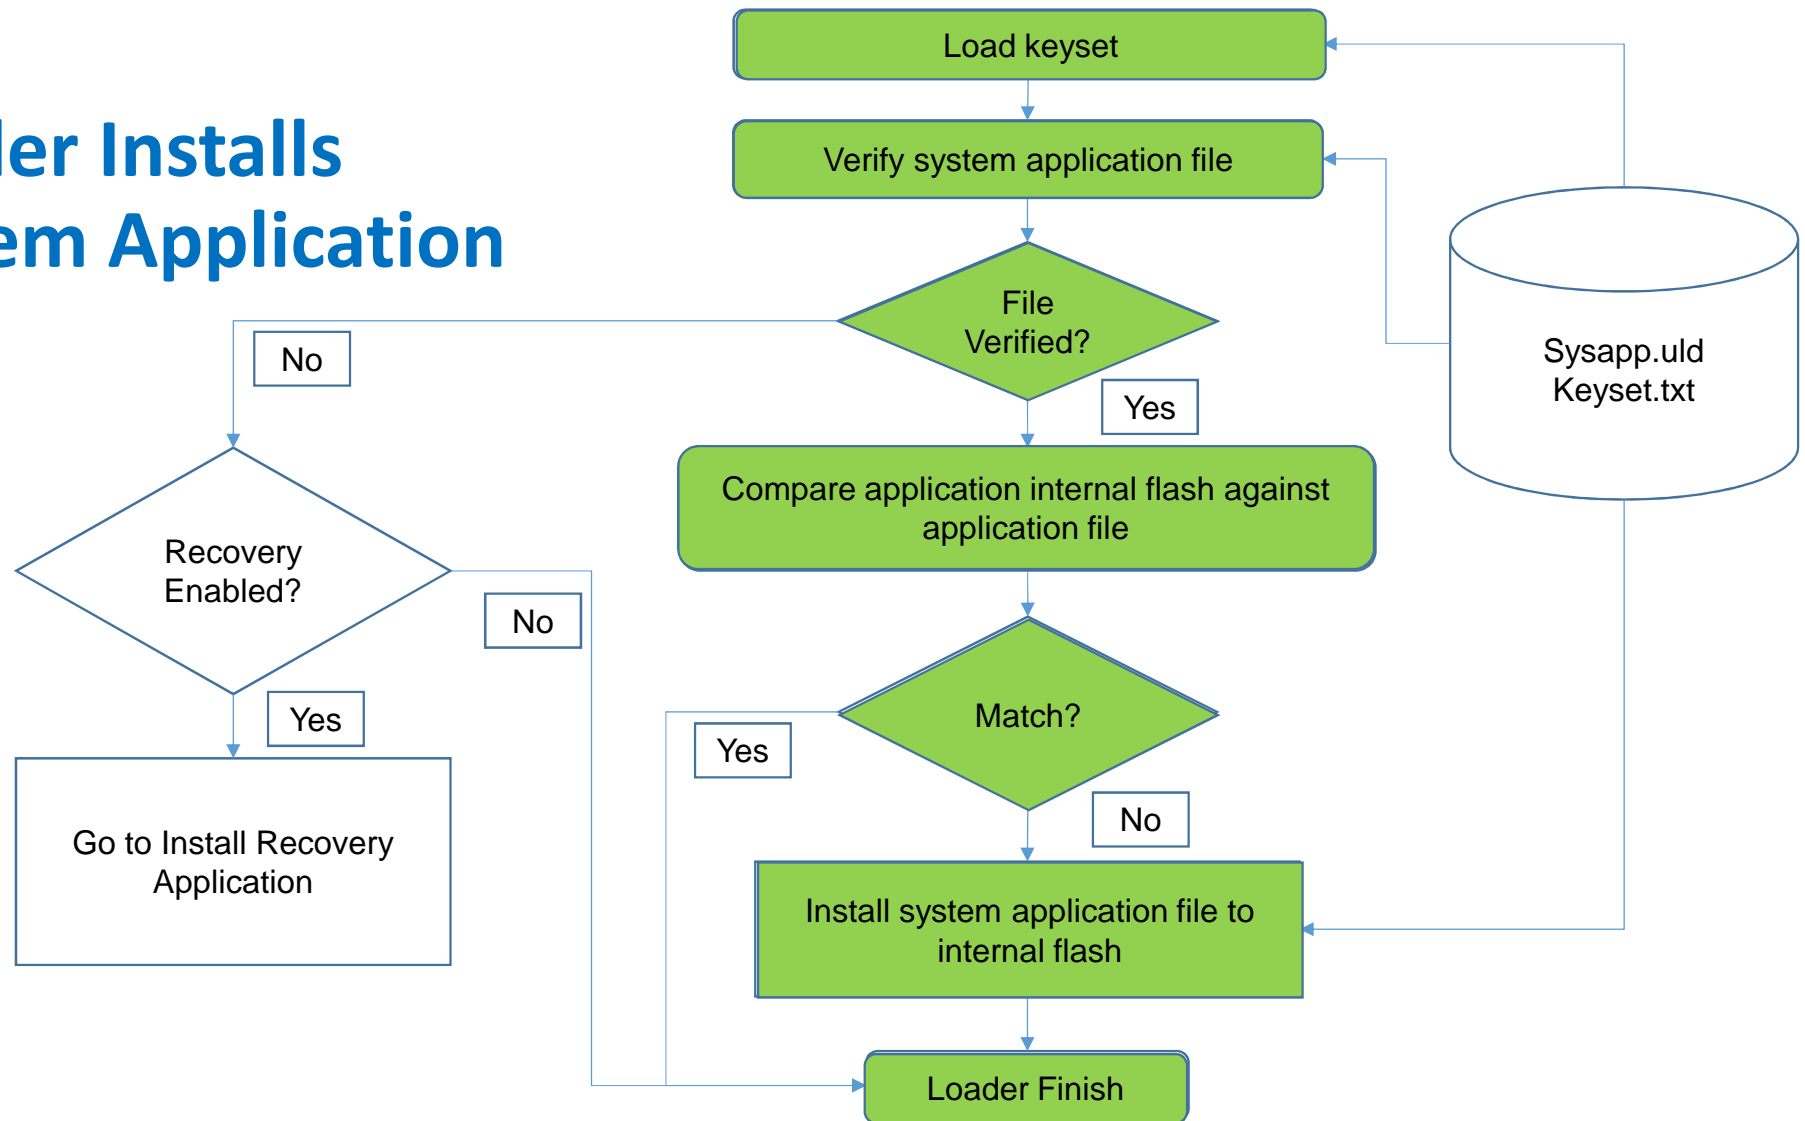 Load keyset
ler Installs
em Application
Verify system application file
File
Verified?
No
Yes
Sysapp.uld
Keyset.txt
Compare application internal flash against
application file
Recovery
Enabled?
No
Yes
Match?
Yes
No
Go to Install Recovery
Application
Install system application file to
internal flash
Loader Finish